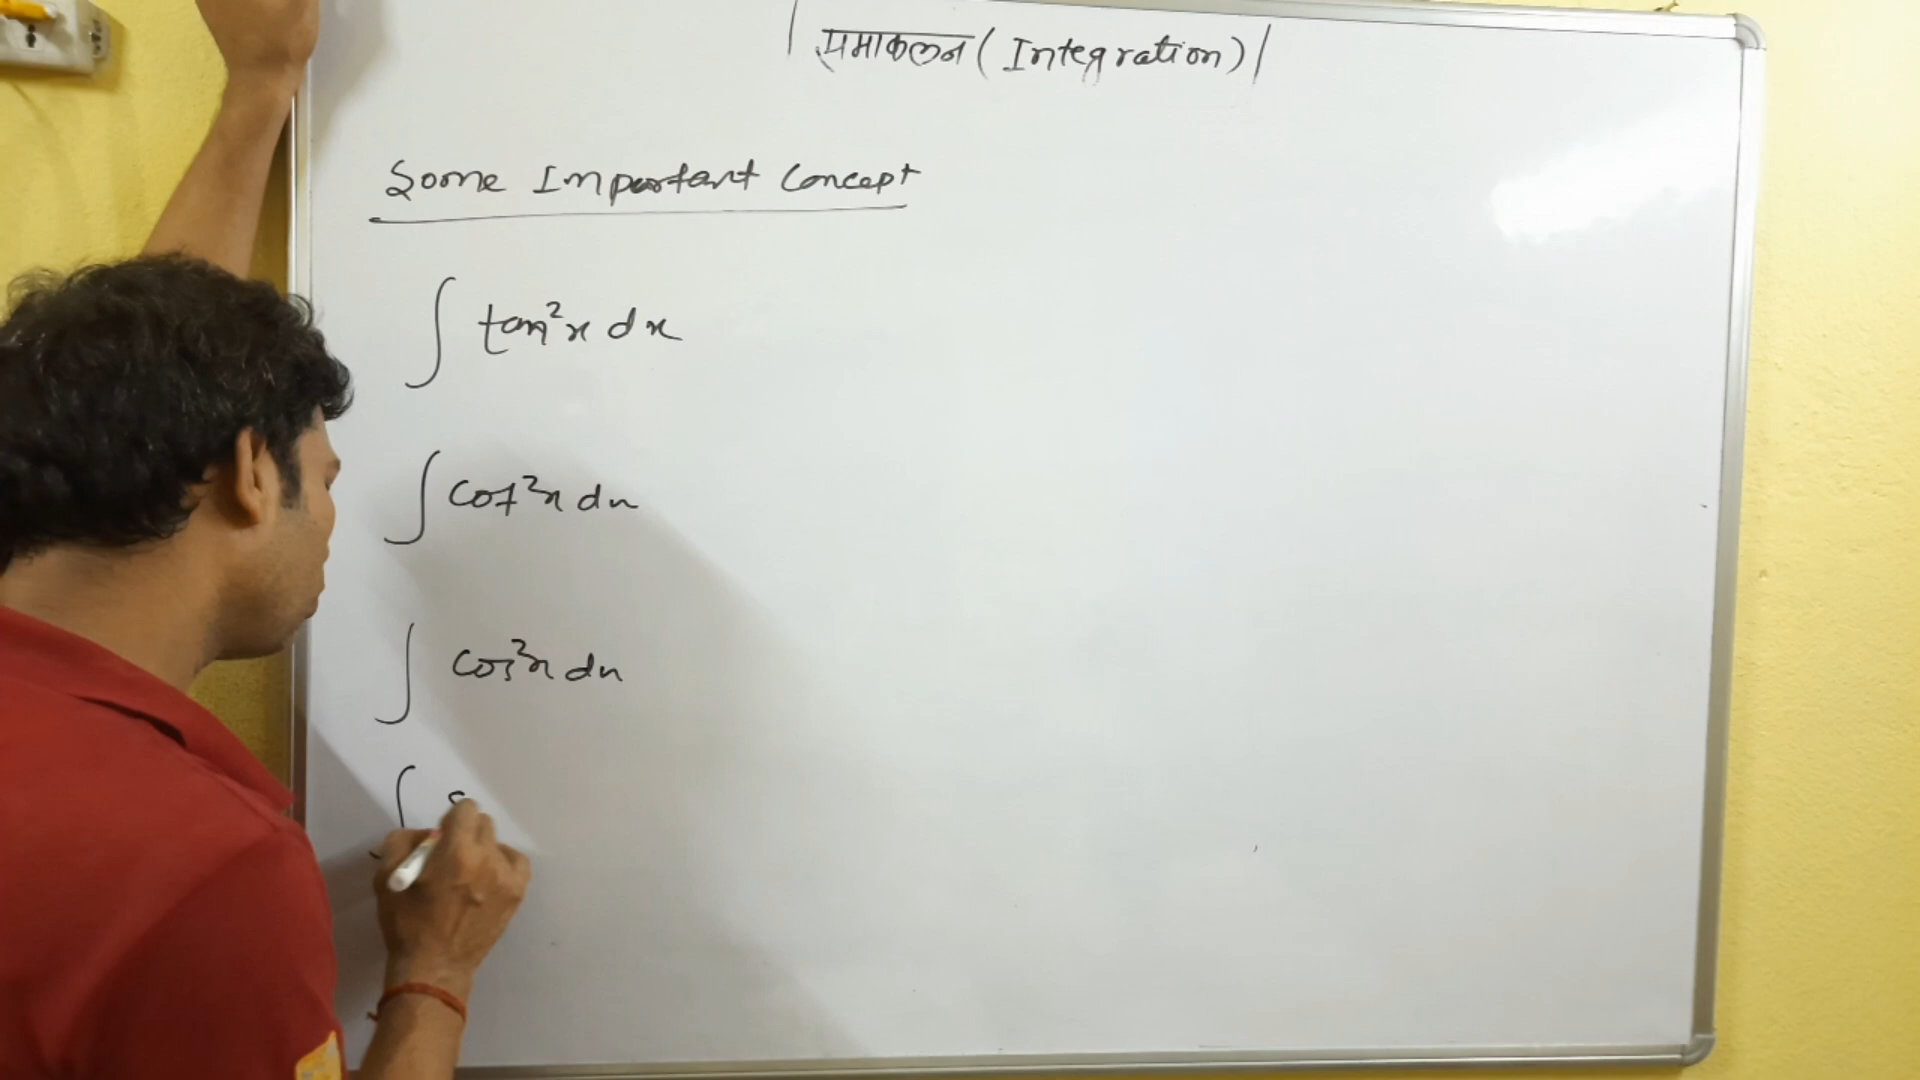 समाकलन (Integration)
Some Important Concept
∫ tan²x dx
∫ cot²x dx
∫ cos²x dx
∫ s